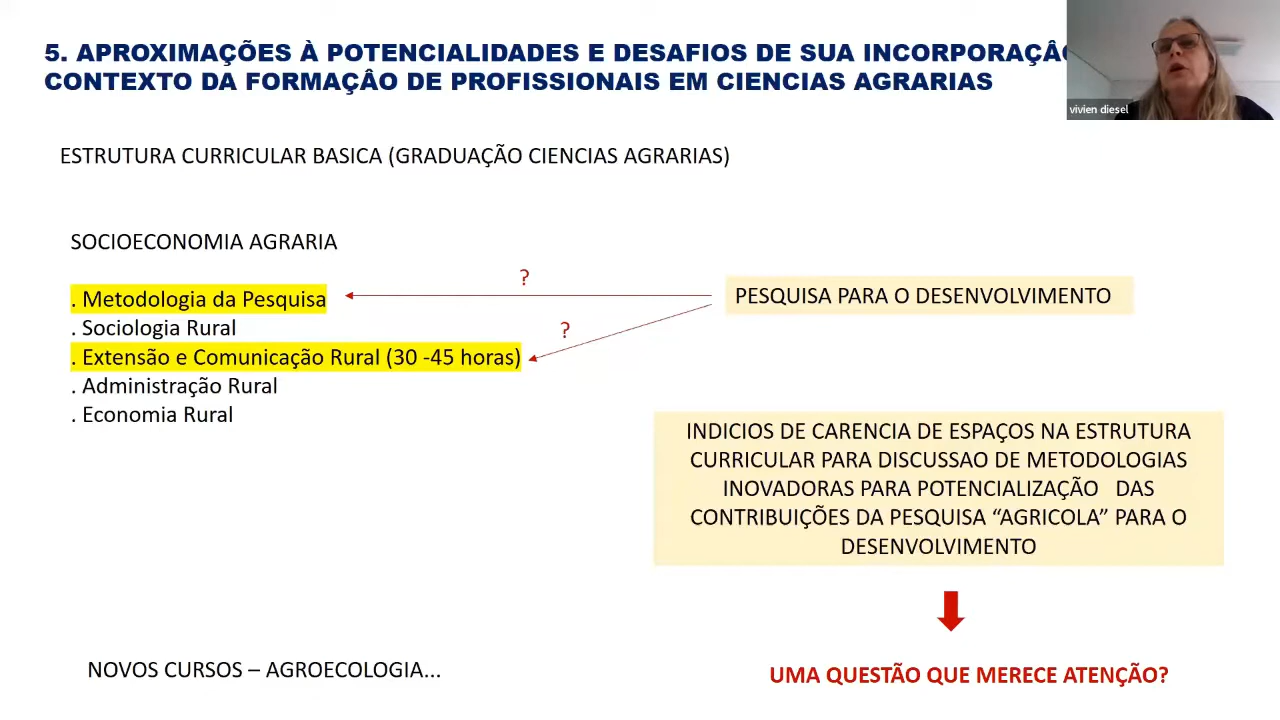 5. APROXIMAÇÕES À POTENCIALIDADES E DESAFIOS DE SUA
CONTEXTO DA FORMAÇÂO DE PROFISSIONAIS EM CIENCIAS AGRARIAS
vivien diesel
ESTRUTURA CURRICULAR BASICA (GRADUAÇÃO CIENCIAS AGRARIAS)
SOCIOECONOMIA AGRARIA
. Metodologia da Pesquisa
. Sociologia Rural
. Extensão e Comunicação Rural (30 -45 horas)
. Administração Rural
. Economia Rural
?
?
PESQUISA PARA O DESENVOLVIMENTO
INDICIOS DE CARENCIA DE ESPAÇOS NA ESTRUTURA
CURRICULAR PARA DISCUSSAO DE METODOLOGIAS
INOVADORAS PARA POTENCIALIZAÇÃO DAS
CONTRIBUIÇÕES DA PESQUISA “AGRICOLA” PARA O
DESENVOLVIMENTO
NOVOS CURSOS – AGROECOLOGIA...
UMA QUESTÃO QUE MERECE ATENÇÃO?